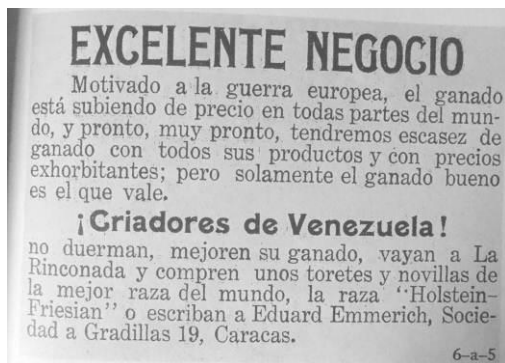 EXCELENTE NEGOCIO
Motivado a la guerra europea, el ganado
está subiendo de precio en todas partes del mun-
do, y pronto, muy pronto, tendremos escasez de
ganado con todos sus productos y con precios
exhorbitantes; pero solamente el ganado bueno
es el que vale.
¡Criadores de Venezuela!
no duerman, mejoren su ganado, vayan a La
Rinconada y compren unos toretes y novillas de
la mejor raza del mundo, la raza "Holstein-
Friesian" o escriban a Eduard Emmerich, Socie-
dad a Gradillas 19, Caracas.
6-a-5